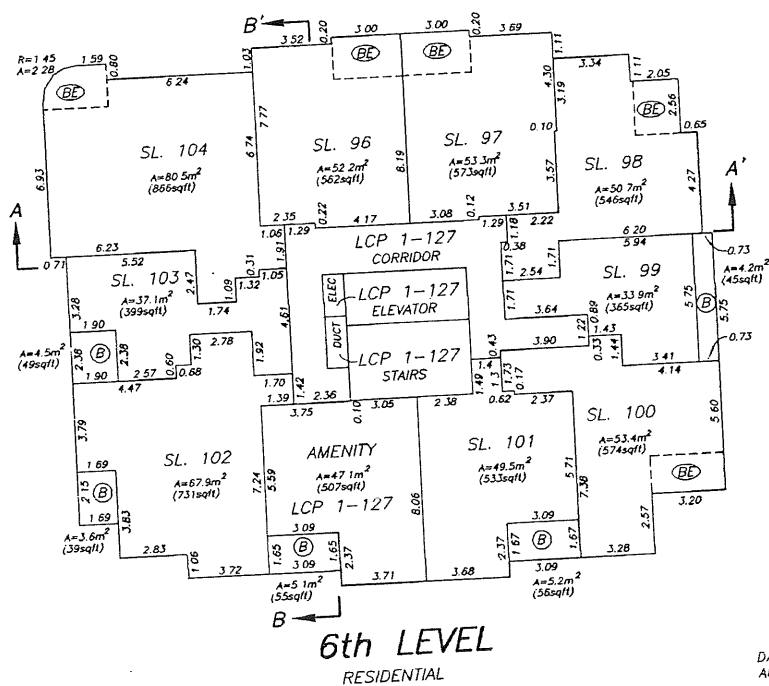 B'
3.52
0.20
3.00
3.00
0.20
3.69
R=1.45
A=2.28
1.59
0.80
6.24
1.03
BE
BE
BE
1.11
3.34
1.11
2.05
4.30
3.19
BE
2.56
0.65
7.77
6.74
6.93
SL. 104
A=80.5m²
(866sqft)
SL. 96
A=52.2m²
(562sqft)
8.19
SL. 97
A=53.3m²
(573sqft)
0.10
3.57
SL. 98
A=50.7m²
(546sqft)
4.27
A
A'
2.35
0.22
4.17
3.08
0.12
1.29
3.51
2.22
1.06
1.29
1.91
LCP 1-127
CORRIDOR
1.18
0.38
6.20
5.94
0.73
0.71
6.23
5.52
2.47
0.31
1.32
1.05
1.09
1.74
1.71
2.54
1.71
1.71
SL. 103
A=37.1m²
(399sqft)
3.28
1.90
ELEC
LCP 1-127
ELEVATOR
SL. 99
A=33.9m²
(365sqft)
5.75
B
5.75
A=4.2m²
(45sqft)
4.61
3.64
0.89
1.22
1.43
A=4.5m²
(49sqft)
2.38
B
2.38
1.90
2.57
4.47
0.60
0.68
1.30
2.78
1.92
DUCT
LCP 1-127
STAIRS
0.43
3.90
0.33
1.44
3.41
4.14
0.73
1.70
1.42
1.39
2.36
3.75
0.10
3.05
2.38
1.49
1.4
1.3
1.73
0.17
0.62
2.37
3.79
SL. 102
A=67.9m²
(731sqft)
7.24
5.59
AMENITY
A=47.1m²
(507sqft)
LCP 1-127
8.06
SL. 101
A=49.5m²
(533sqft)
5.71
7.38
SL. 100
A=53.4m²
(574sqft)
5.60
BE
3.20
2.57
3.28
1.69
2.15
B
1.69
3.83
A=3.6m²
(39sqft)
2.83
1.06
3.72
3.09
1.65
B
1.65
3.09
2.37
A=5.1m²
(55sqft)
3.71
3.68
3.09
2.37
1.67
B
1.67
3.09
A=5.2m²
(56sqft)
B
6th LEVEL
RESIDENTIAL